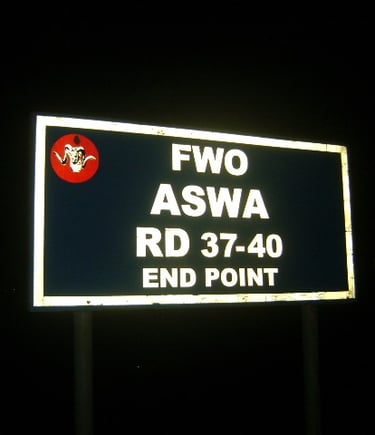 FWO
ASWA
RD 37-40
END POINT